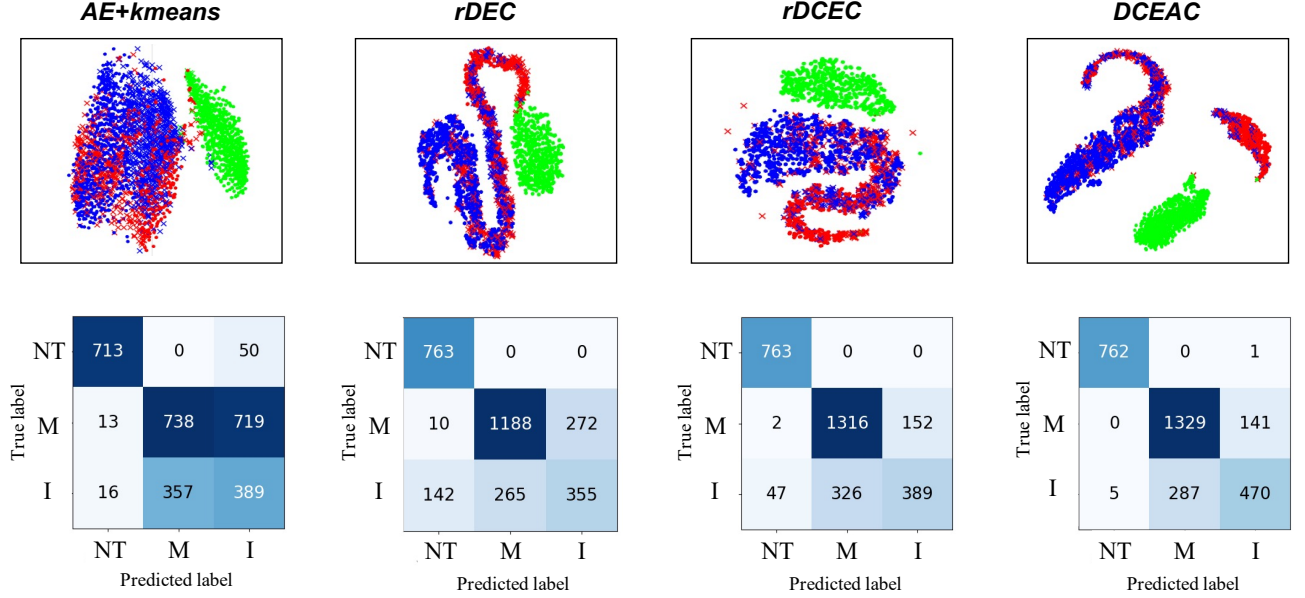 AE+kmeans rDEC rDCEC DCEAC
NT 713 0 50 NT 763 0 0 NT 763 0 0 NT 762 0 1
True label M 13 738 719 True label M 10 1188 272 True label M 2 1316 152 True label M 0 1329 141
I 16 357 389 I 142 265 355 I 47 326 389 I 5 287 470
NT M I NT M I NT M I NT M I
Predicted label Predicted label Predicted label Predicted label